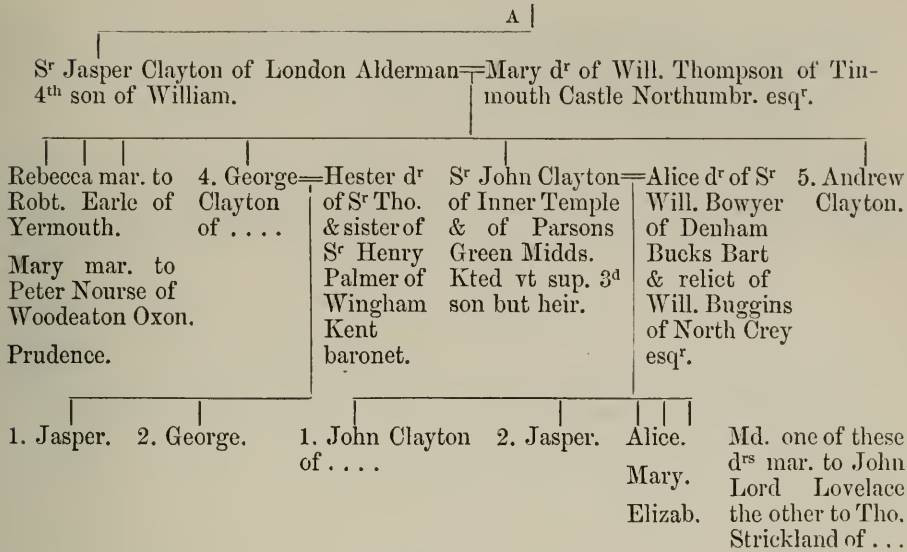 A
Sr Jasper Clayton of London Alderman=Mary dr of Will. Thompson of Tin-
4th son of William.
mouth Castle Northumbr. esqr.
Rebecca mar. to
Robt. Earle of
Yermouth.
Mary mar. to
Peter Nourse of
Woodeaton Oxon.
Prudence.
4. George=
Clayton
of . . . .
Hester dr
of Sr Tho.
& sister of
Sr Henry
Palmer of
Wingham
Kent
baronet.
Sr John Clayton=
of Inner Temple
& of Parsons
Green Midds.
Kted vt sup. 3d
son but heir.
Alice dr of Sr
Will. Bowyer
of Denham
Bucks Bart
& relict of
Will. Buggins
of North Crey
esqr.
5. Andrew
Clayton.
1. Jasper.
2. George.
1. John Clayton
of . . . .
2. Jasper.
Alice.
Mary.
Elizab.
Md. one of these
drs mar. to John
Lord Lovelace
the other to Tho.
Strickland of . . .